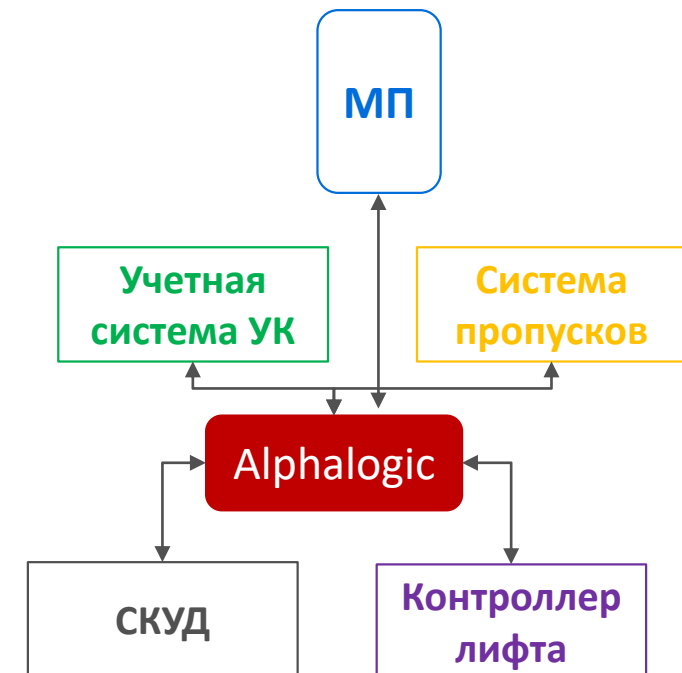 МП
Учетная
система УК
Система
пропусков
Alphalogic
СКУД
Контроллер
лифта